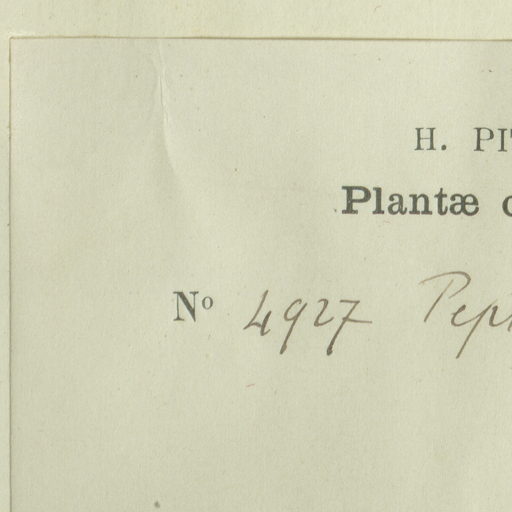 H. PI
Plantæ
Nº 4927 Pep